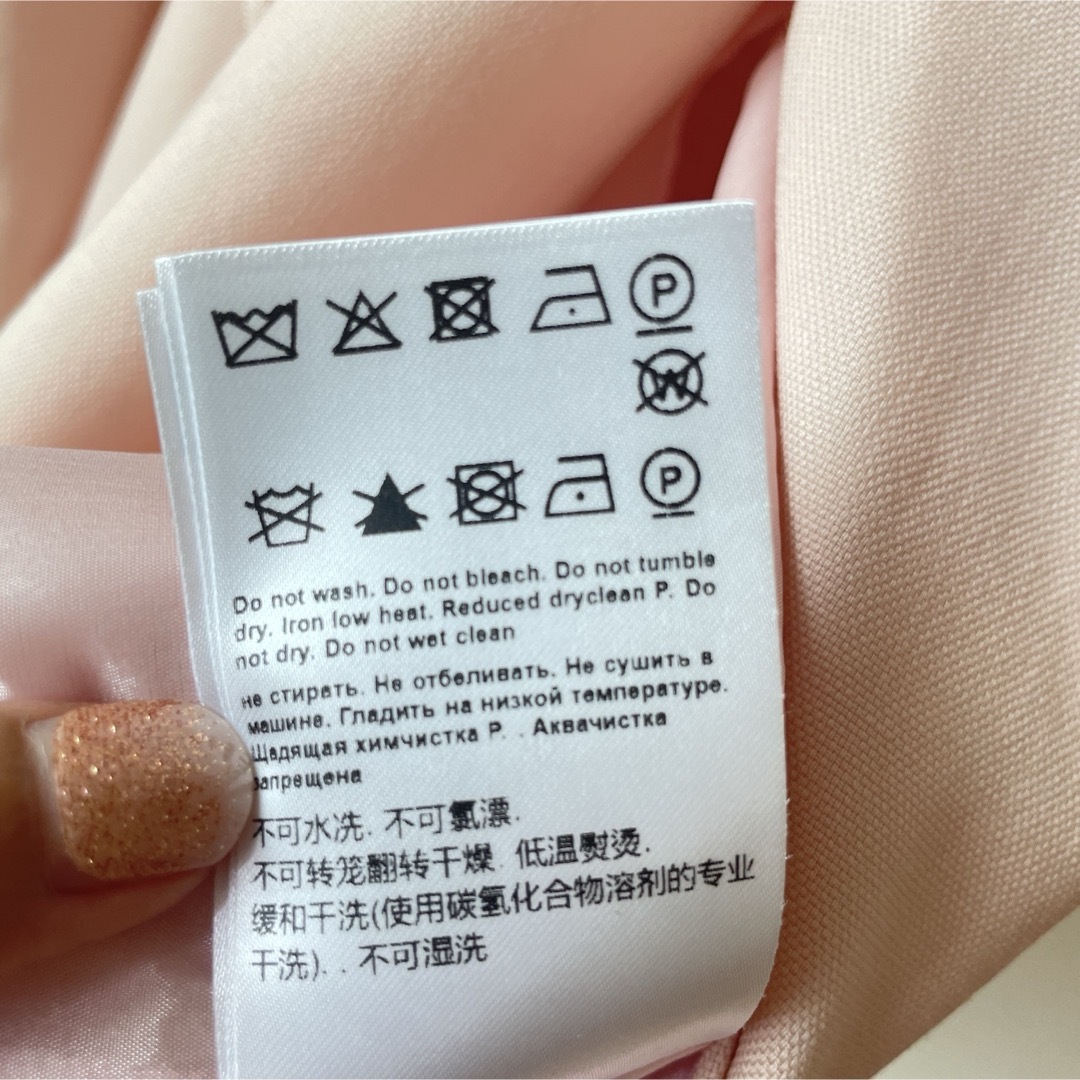 P
W
P
Do not wash. Do not bleach. Do not tumble
dry. Iron low heat. Reduced dryclean P. Do
not dry. Do not wet clean
не стирать. Не отбеливать. Не сушить в
машине. Гладить на низкой температуре.
Щадящая химчистка P. . Аквачистка
запрещена
不可水洗. 不可氯漂.
不可转笼翻转干燥. 低温熨烫.
缓和干洗(使用碳氢化合物溶剂的专业
干洗). . 不可湿洗